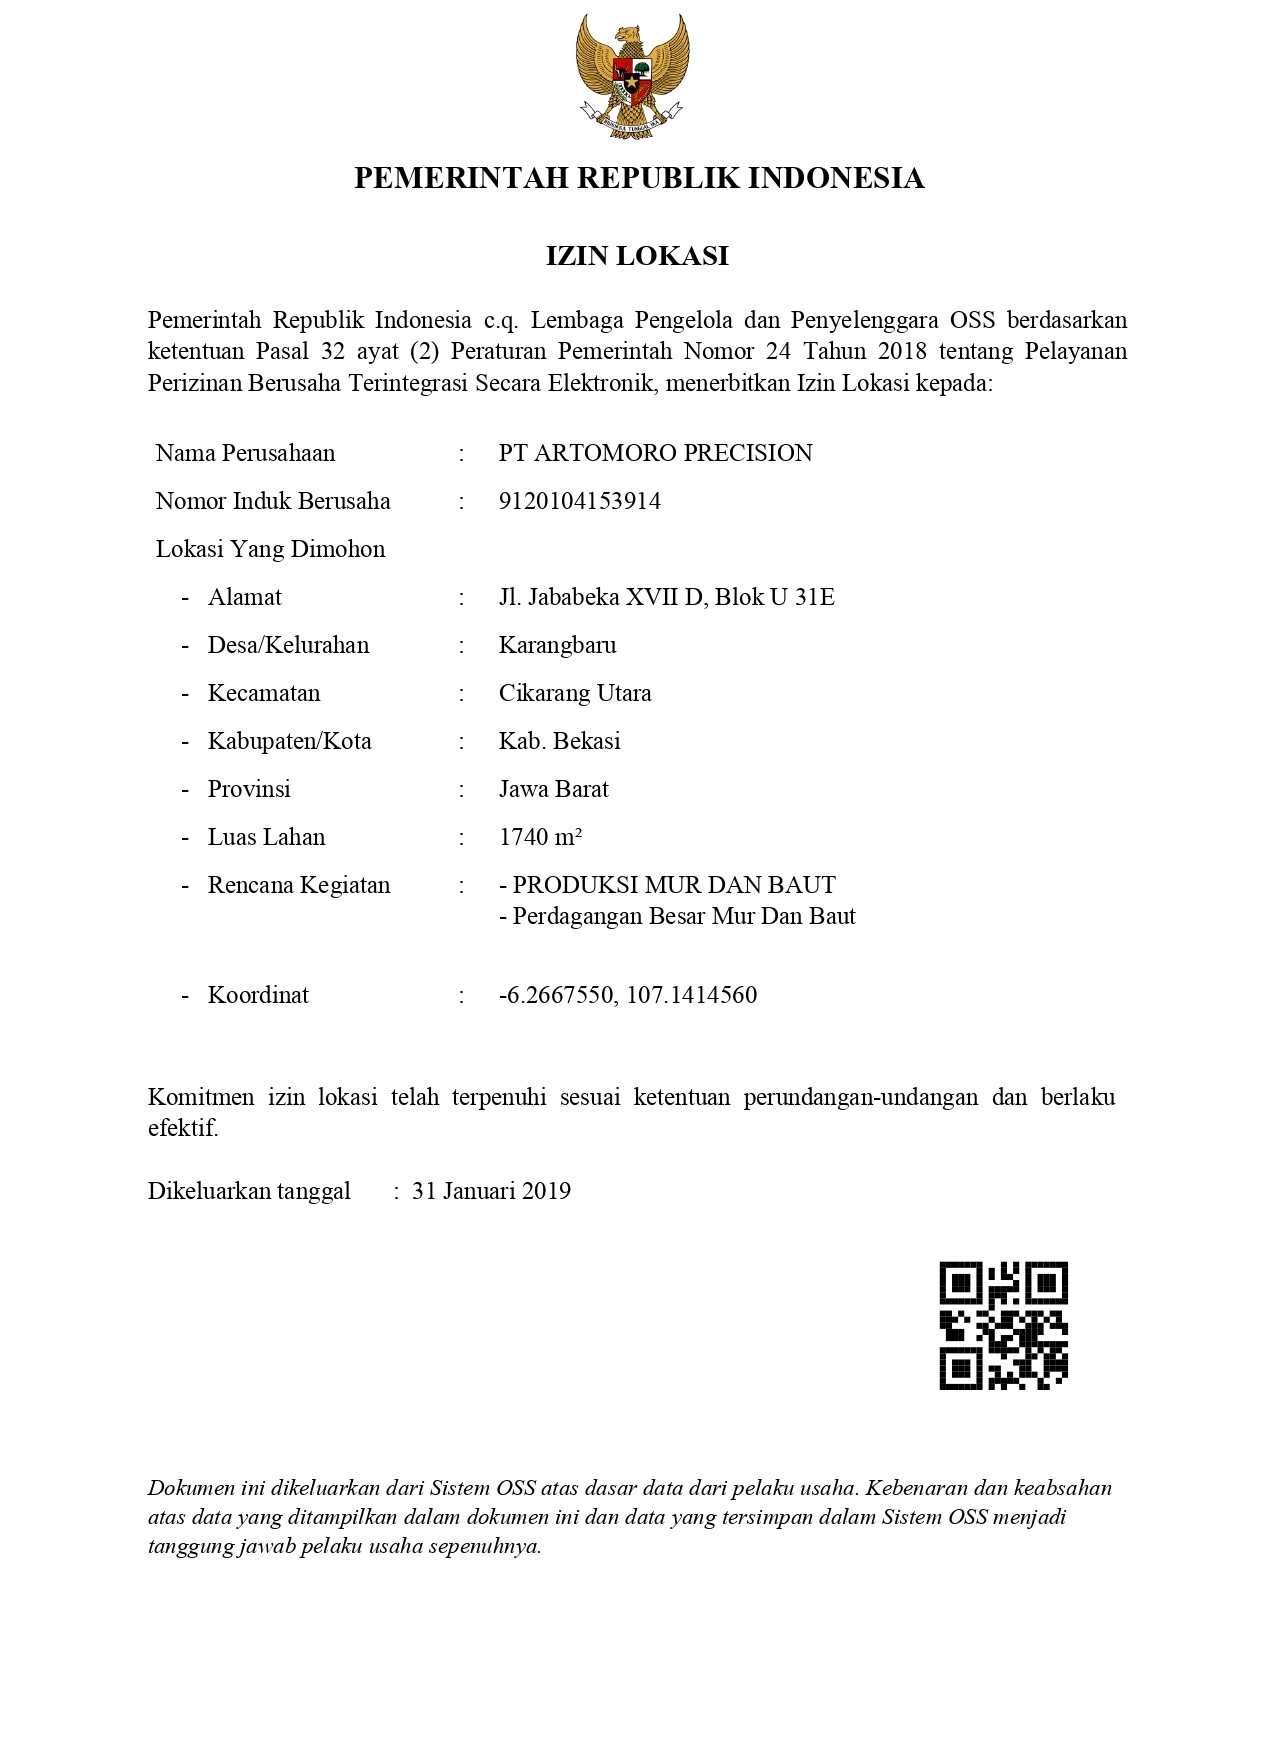 PEMERINTAH REPUBLIK INDONESIA
IZIN LOKASI
Pemerintah Republik Indonesia c.q. Lembaga Pengelola dan Penyelenggara OSS berdasarkan
ketentuan Pasal 32 ayat (2) Peraturan Pemerintah Nomor 24 Tahun 2018 tentang Pelayanan
Perizinan Berusaha Terintegrasi Secara Elektronik, menerbitkan Izin Lokasi kepada:
Nama Perusahaan : PT ARTOMORO PRECISION
Nomor Induk Berusaha : 9120104153914
Lokasi Yang Dimohon
- Alamat : Jl. Jababeka XVII D, Blok U 31E
- Desa/Kelurahan : Karangbaru
- Kecamatan : Cikarang Utara
- Kabupaten/Kota : Kab. Bekasi
- Provinsi : Jawa Barat
- Luas Lahan : 1740 m²
- Rencana Kegiatan : - PRODUKSI MUR DAN BAUT
- Perdagangan Besar Mur Dan Baut
- Koordinat : -6.2667550, 107.1414560
Komitmen izin lokasi telah terpenuhi sesuai ketentuan perundangan-undangan dan berlaku
efektif.
Dikeluarkan tanggal : 31 Januari 2019
Dokumen ini dikeluarkan dari Sistem OSS atas dasar data dari pelaku usaha. Kebenaran dan keabsahan
atas data yang ditampilkan dalam dokumen ini dan data yang tersimpan dalam Sistem OSS menjadi
tanggung jawab pelaku usaha sepenuhnya.